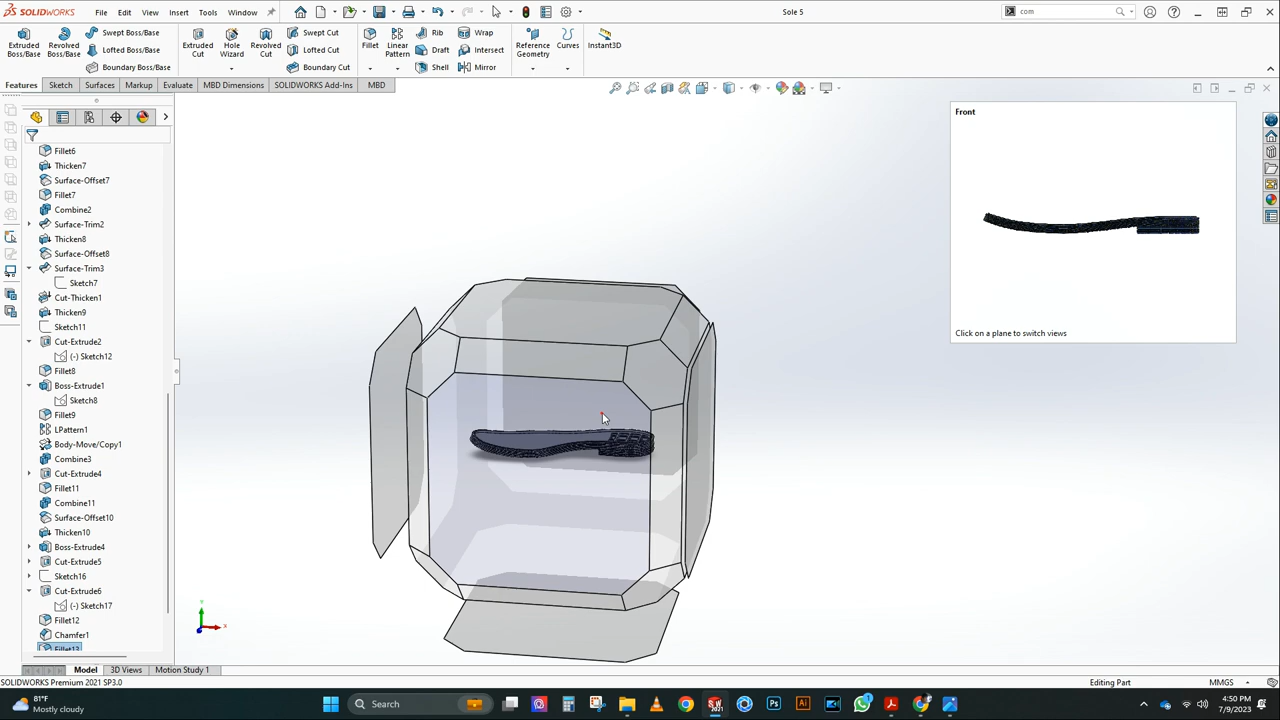 SOLIDWORKS File Edit View Insert Tools Window Sole 5 com
Extruded Boss/Base Revolved Boss/Base Swept Boss/Base Lofted Boss/Base Boundary Boss/Base Extruded Cut Hole Wizard Revolved Cut Swept Cut Lofted Cut Boundary Cut Fillet Linear Pattern Rib Draft Shell Wrap Intersect Mirror Reference Geometry Curves Instant3D
Features Sketch Surfaces Markup Evaluate MBD Dimensions SOLIDWORKS Add-Ins MBD
Front
Click on a plane to switch views
Fillet6
Thicken7
Surface-Offset7
Fillet7
Combine2
Surface-Trim2
Thicken8
Surface-Offset8
Surface-Trim3
Sketch7
Cut-Thicken1
Thicken9
Sketch11
Cut-Extrude2
(-) Sketch12
Fillet8
Boss-Extrude1
Sketch8
Fillet9
LPattern1
Body-Move/Copy1
Combine3
Cut-Extrude4
Fillet11
Combine11
Surface-Offset10
Thicken10
Boss-Extrude4
Cut-Extrude5
Sketch16
Cut-Extrude6
(-) Sketch17
Fillet12
Chamfer1
Fillet13
Y X
Model 3D Views Motion Study 1
SOLIDWORKS Premium 2021 SP3.0 Editing Part MMGS
81°F
Mostly cloudy
Search
4:50 PM
7/9/2023